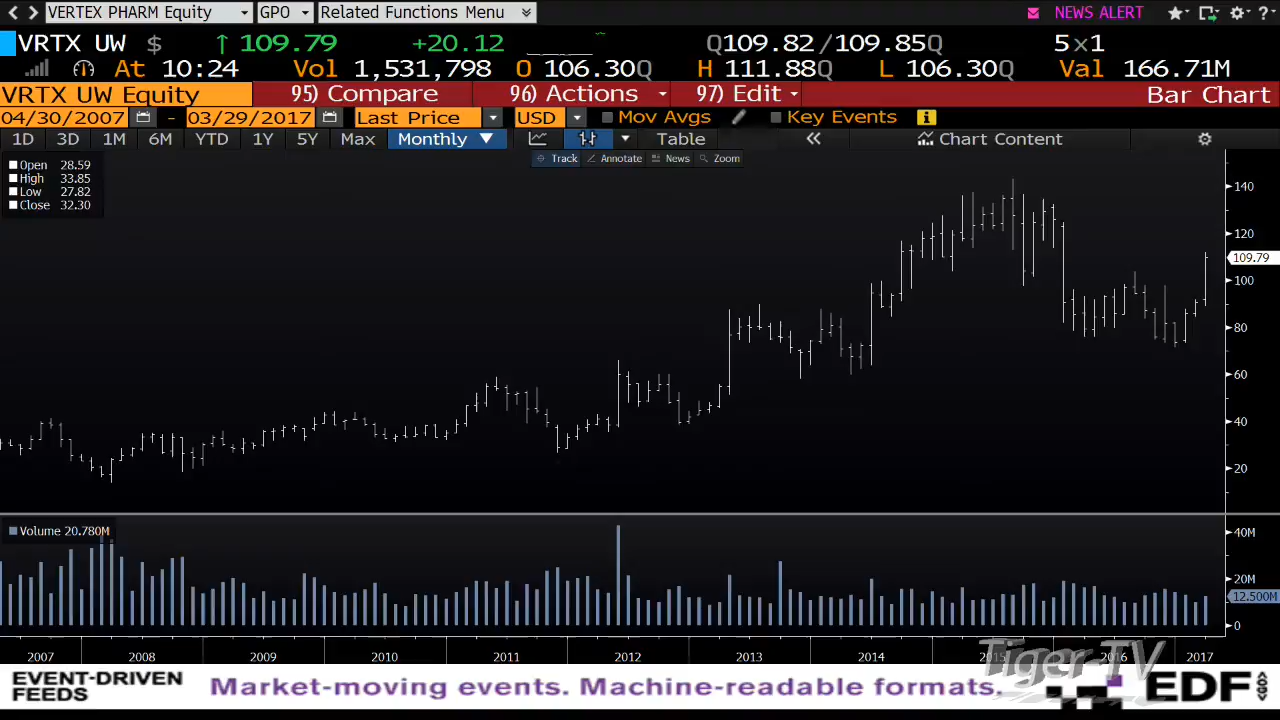 VERTEX PHARM Equity GPO Related Functions Menu NEWS ALERT ?
VRTX UW $ ↑ 109.79 +20.12 Q109.82/109.85Q 5×1
At 10:24 Vol 1,531,798 O 106.30Q H 111.88Q L 106.30Q Val 166.71M
VRTX UW Equity 95) Compare 96) Actions 97) Edit Bar Chart
04/30/2007 - 03/29/2017 Last Price USD Mov Avgs Key Events i
1D 3D 1M 6M YTD 1Y 5Y Max Monthly ▼ Table « Chart Content
Track Annotate News Zoom
Open 28.59
High 33.85
Low 27.82
Close 32.30
140
120
109.79
100
80
60
40
20
Volume 20.780M
40M
20M
12.500M
0
2007 2008 2009 2010 2011 2012 2013 2014 2015 2016 2017
Tiger-TV
EVENT-DRIVEN
FEEDS
Market-moving events. Machine-readable formats.
EDF